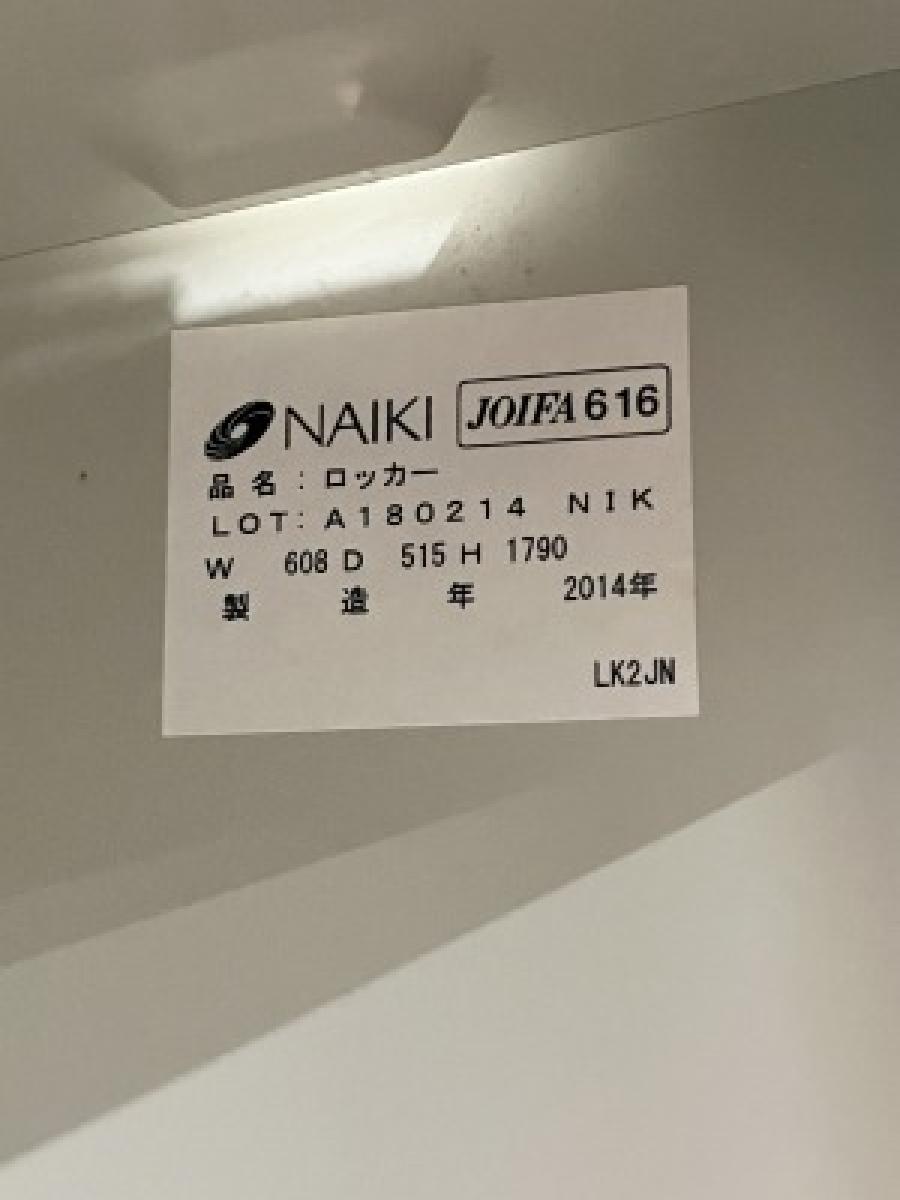 NAIKI JOIFA 616
品名：ロッカー
LOT: A180214 NIK
W 608 D 515 H 1790
製造年 2014年
LK2JN